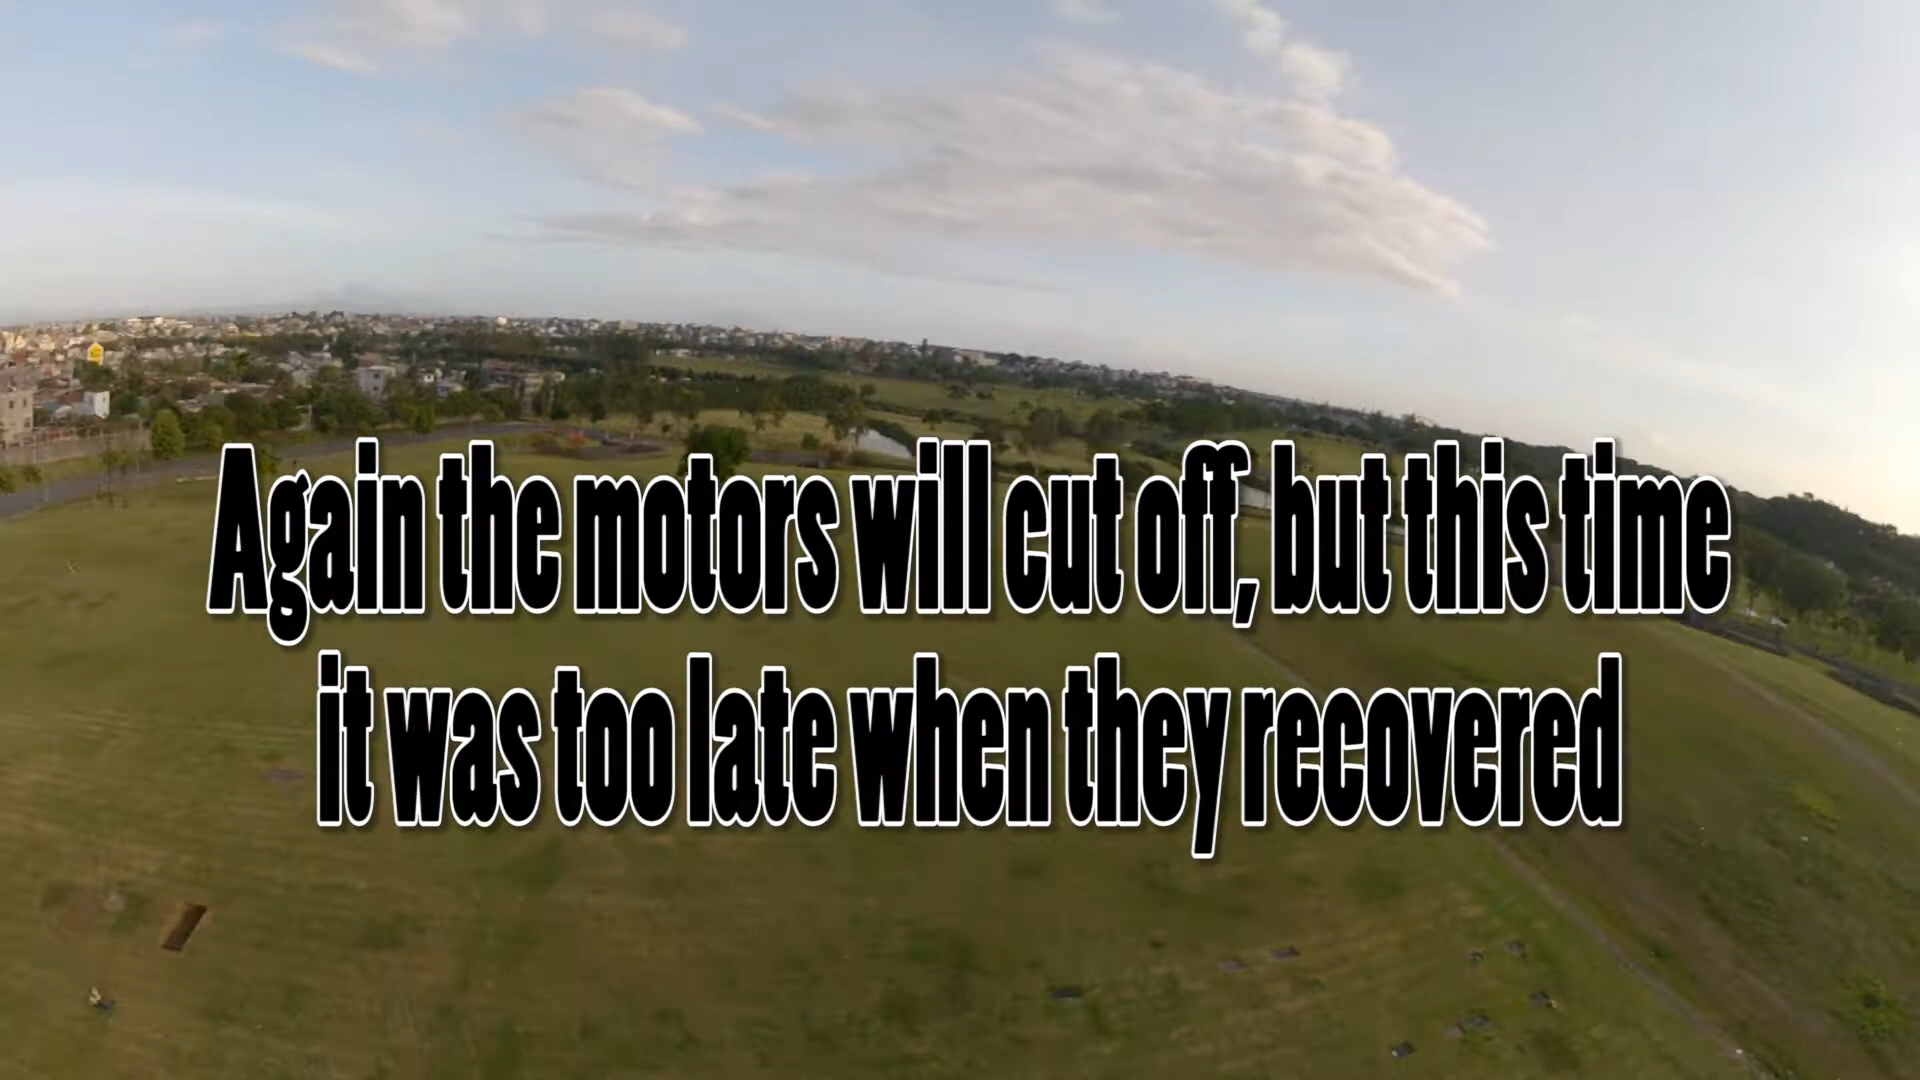 Again the motors will cut off, but this time
it was too late when they recovered